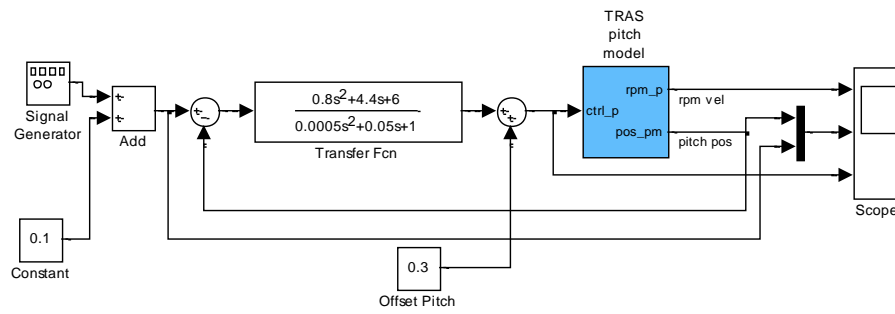 TRAS
pitch
model
Signal
Generator
Add
0.8s²+4.4s+6
0.0005s²+0.05s+1
Transfer Fcn
ctrl_p
rpm_p
pos_pm
rpm vel
pitch pos
Scope
0.1
Constant
0.3
Offset Pitch